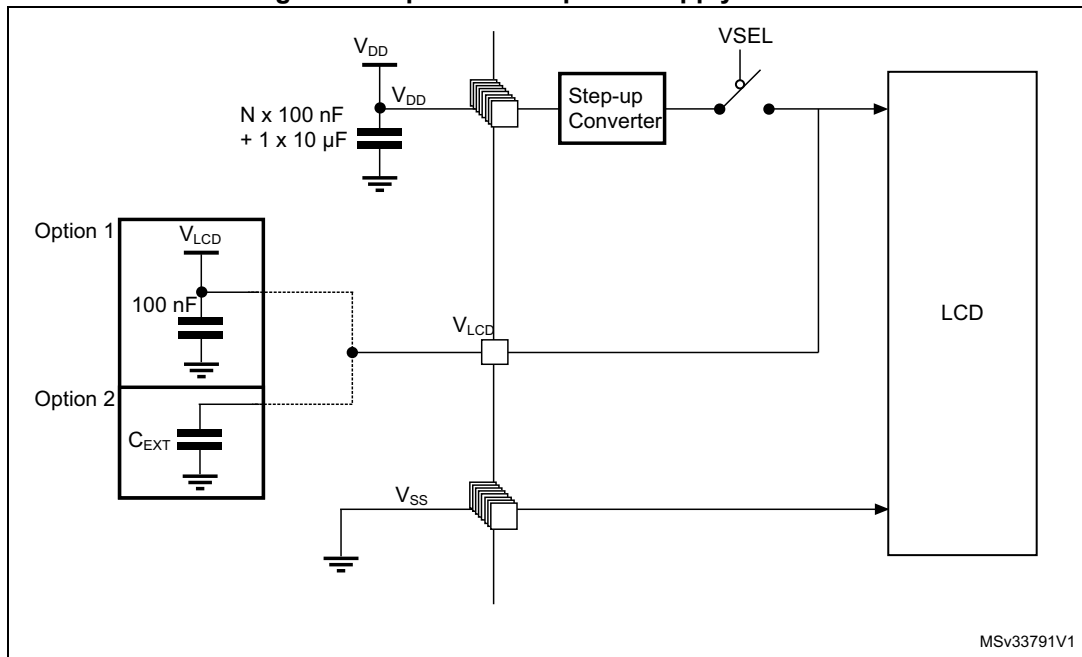 VSEL
VDD
VDD
N x 100 nF
+ 1 x 10 µF
Step-up
Converter
Option 1
VLCD
100 nF
VLCD
LCD
Option 2
CEXT
VSS
MSv33791V1